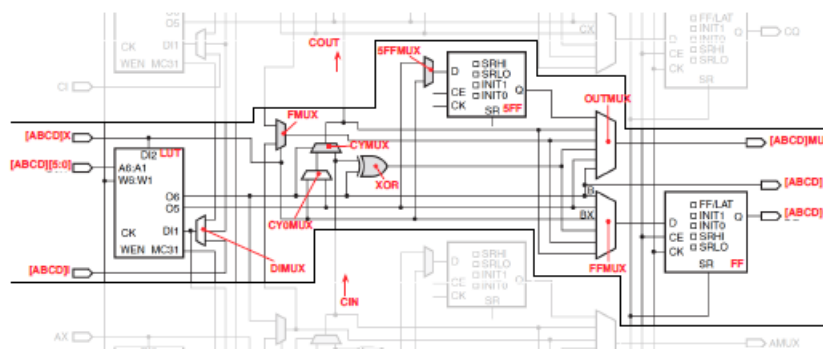 O5
CX
Q
CQ
CK
DI1
WEN
MC31
COUT
5FFMUX
D
SRHI
SRLO
INIT1
INIT0
CE
CK
Q
SR
5FF
FF/LAT
INIT1
INIT0
SRHI
SRLO
SR
CI
OUTMUX
[ABCD]X
FMUX
[ABCD]MU
DI2
LUT
CYMUX
[ABCD][5:0]
A6:A1
W6:W1
XOR
[ABCD]
O6
O5
B
BX
CY0MUX
CK
DI1
WEN
MC31
DIMUX
[ABCD]I
FFMUX
D
FF/LAT
INIT1
INIT0
SRHI
SRLO
CE
CK
Q
SR
FF
[ABCD]
CIN
D
SRHI
SRLO
INIT1
INIT0
CE
CK
Q
SR
AX
AMUX